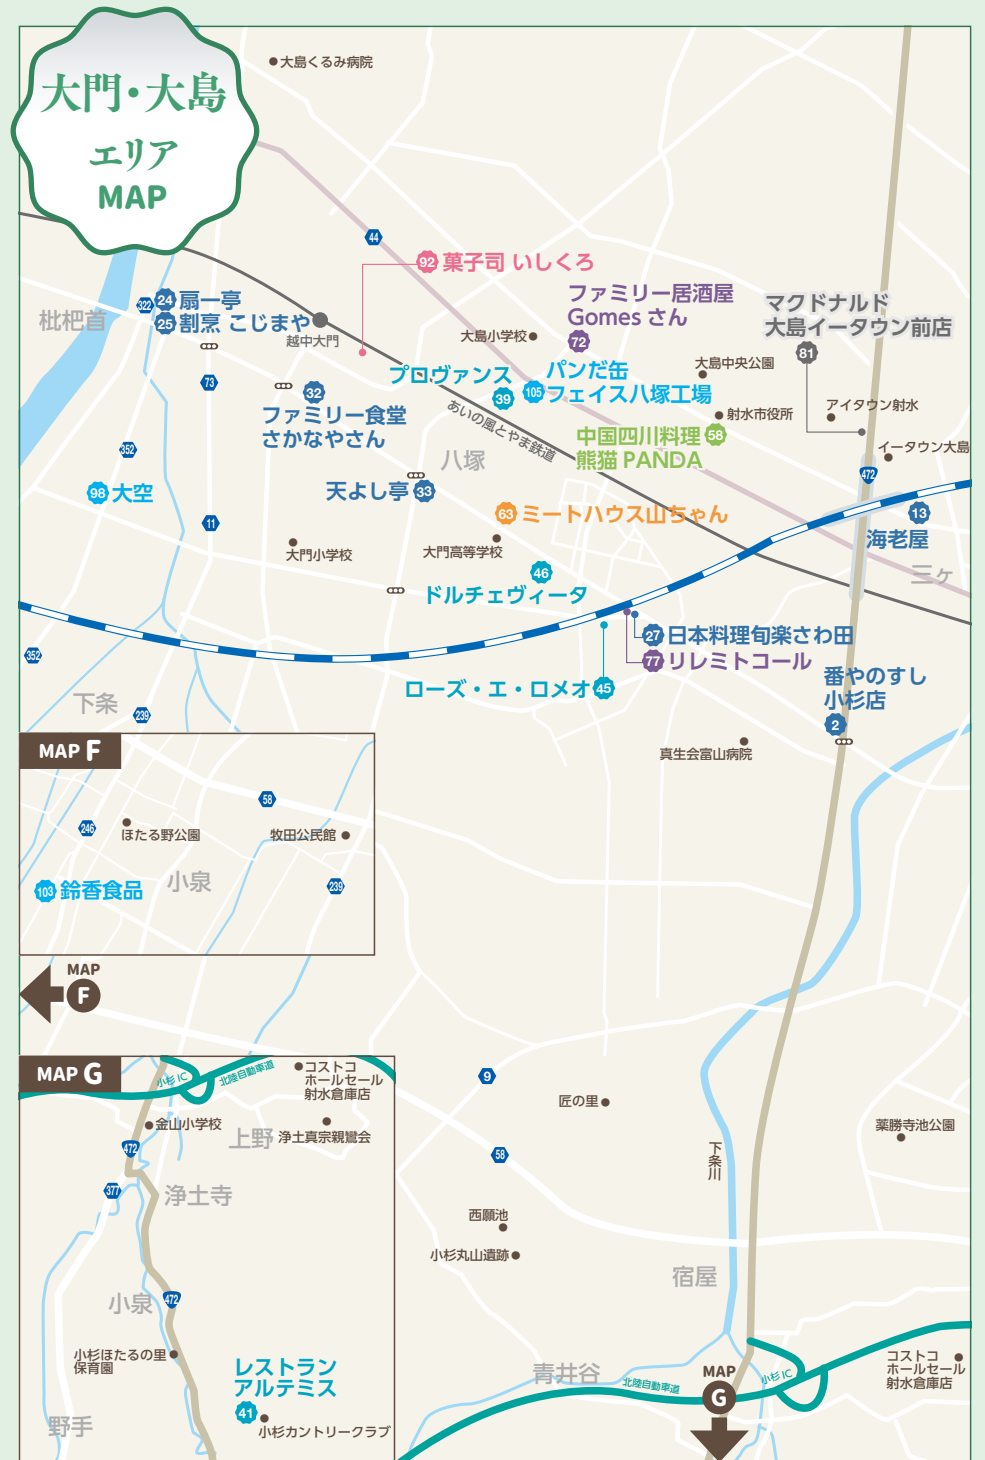 大門・大島
エリア
MAP
大島くるみ病院
44
92 菓子司 いしくろ
322
24 扇一亭
25 割烹 こじまや
枇杷首
越中大門
ファミリー居酒屋
Gomes さん
72
大島小学校
マクドナルド
大島イータウン前店
81
大島中央公園
プロヴァンス
39
105
パンだ缶
フェイス八塚工場
73
32
ファミリー食堂
さかなやさん
あいの風とやま鉄道
射水市役所
アイタウン射水
中国四川料理 58
熊猫 PANDA
イータウン大島
352
八塚
472
98 大空
天よし亭 33
11
63 ミートハウス山ちゃん
13
海老屋
大門小学校
大門高等学校
46
ドルチェヴィータ
三ケ
27 日本料理旬楽さわ田
77 リレミトコール
352
ローズ・エ・ロメオ 45
番やのすし
小杉店
2
下条
239
真生会富山病院
MAP F
58
246
ほたる野公園
牧田公民館
小泉
239
103 鈴香食品
MAP
F
MAP G
小杉 IC
北陸自動車道
コストコ
ホールセール
射水倉庫店
金山小学校
上野
浄土真宗親鸞会
472
377
浄土寺
小泉
472
小杉ほたるの里
保育園
レストラン
アルテミス
41
小杉カントリークラブ
野手
9
匠の里
58
下条川
薬勝寺池公園
西願池
小杉丸山遺跡
宿屋
青井谷
北陸自動車道
MAP
G
小杉 IC
コストコ
ホールセール
射水倉庫店